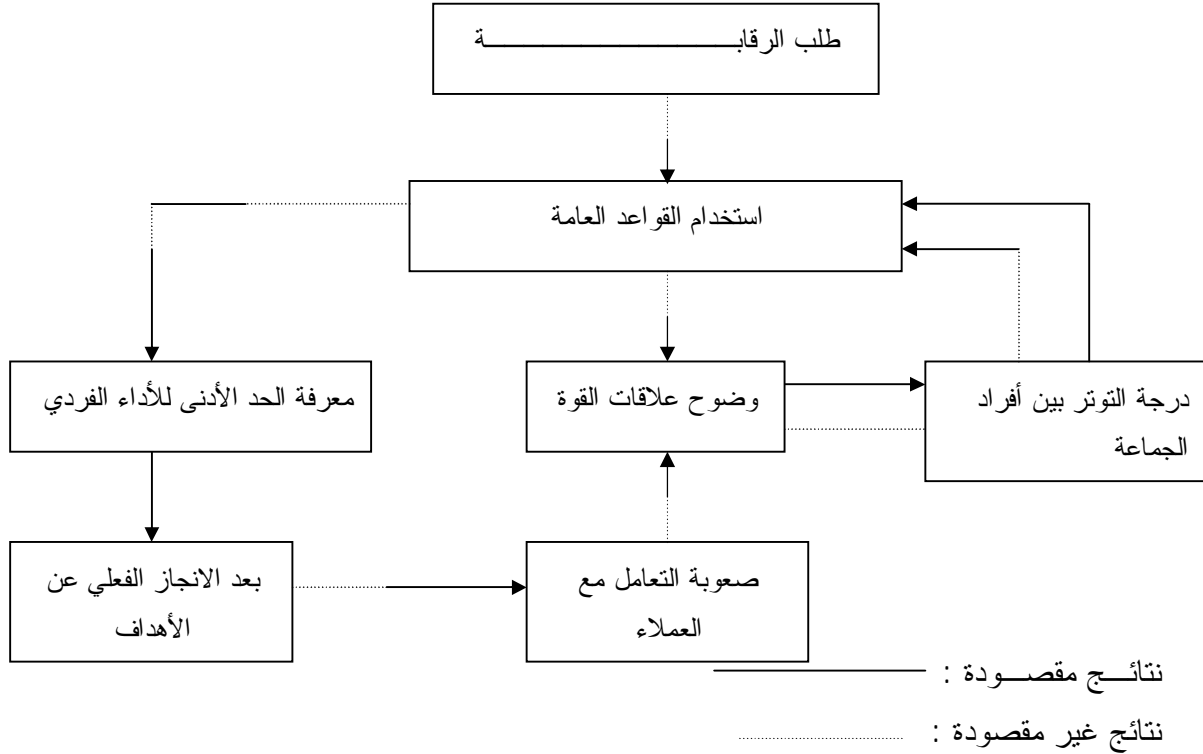 طلب الرقابــــــــــــــــــــــة
استخدام القواعد العامة
معرفة الحد الأدنى للأداء الفردي
وضوح علاقات القوة
درجة التوتر بين أفراد
الجماعة
بعد الانجاز الفعلي عن
الأهداف
صعوبة التعامل مع
العملاء
نتائــج مقصــودة :
نتائج غير مقصودة :